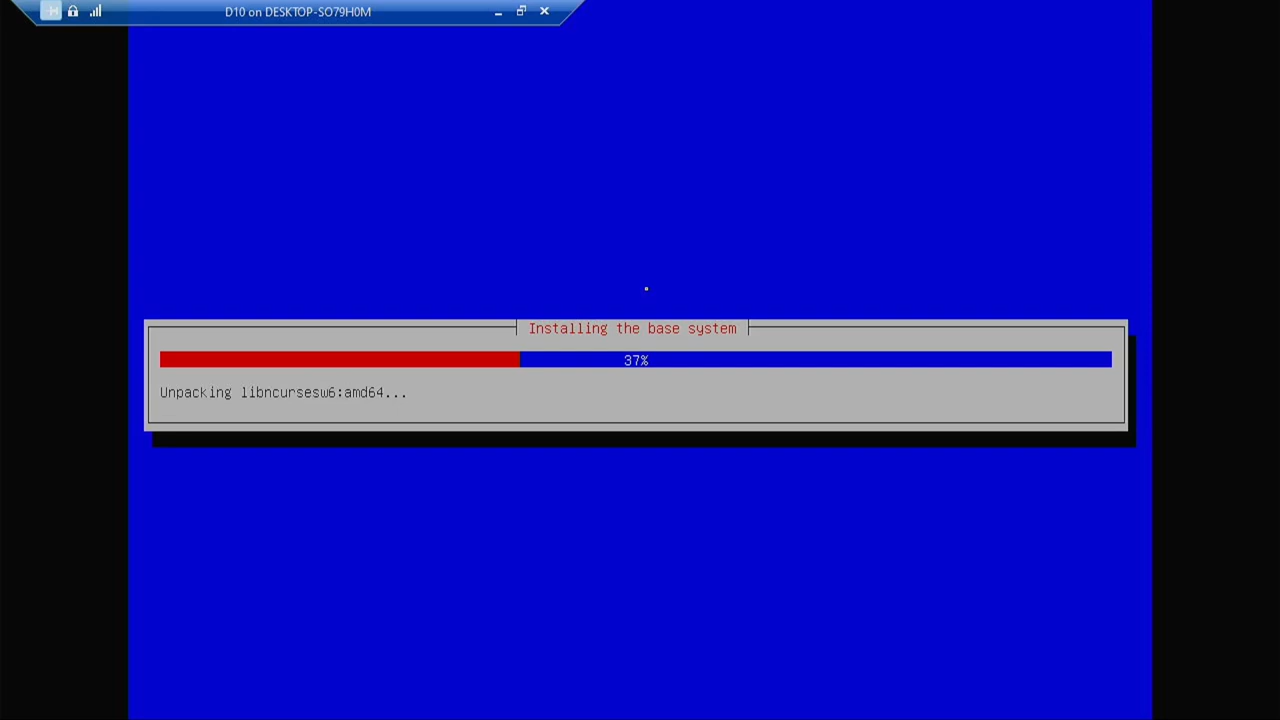 D10 on DESKTOP-SO79H0M
Installing the base system
37%
Unpacking libncursesw6:amd64...